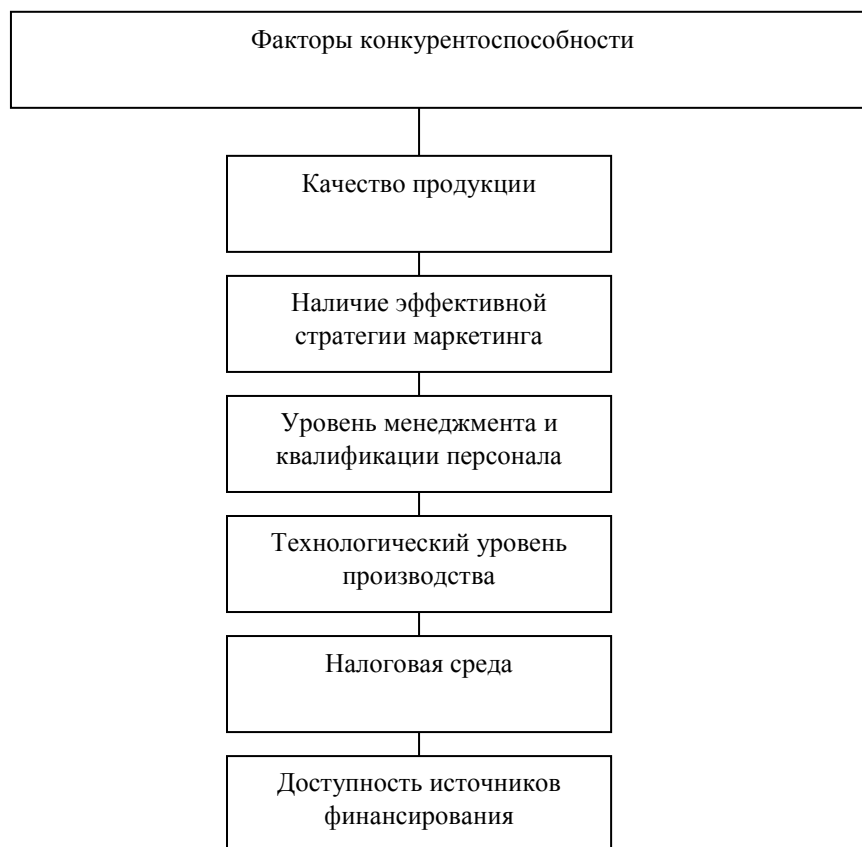 Факторы конкурентоспособности
Качество продукции
Наличие эффективной
стратегии маркетинга
Уровень менеджмента и
квалификации персонала
Технологический уровень
производства
Налоговая среда
Доступность источников
финансирования